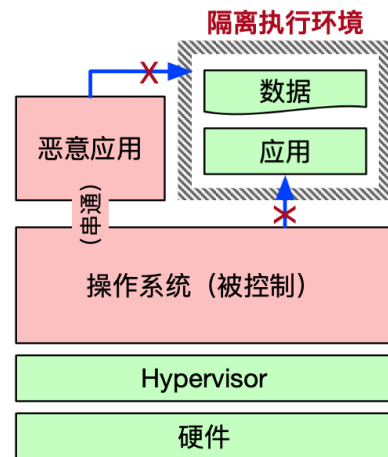 隔离执行环境
数据
应用
恶意应用
(串通)
操作系统（被控制）
Hypervisor
硬件